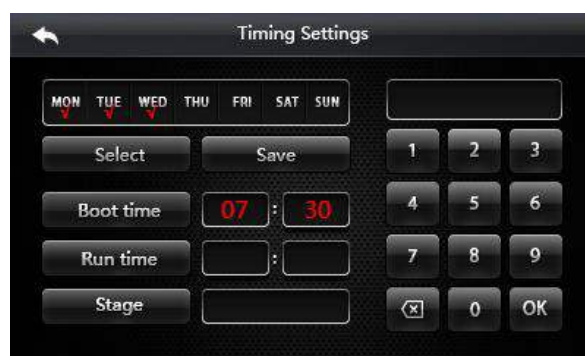 Timing Settings
MON TUE WED THU FRI SAT SUN
Select Save
Boot time 07 : 30
Run time :
Stage
1 2 3
4 5 6
7 8 9
0 OK